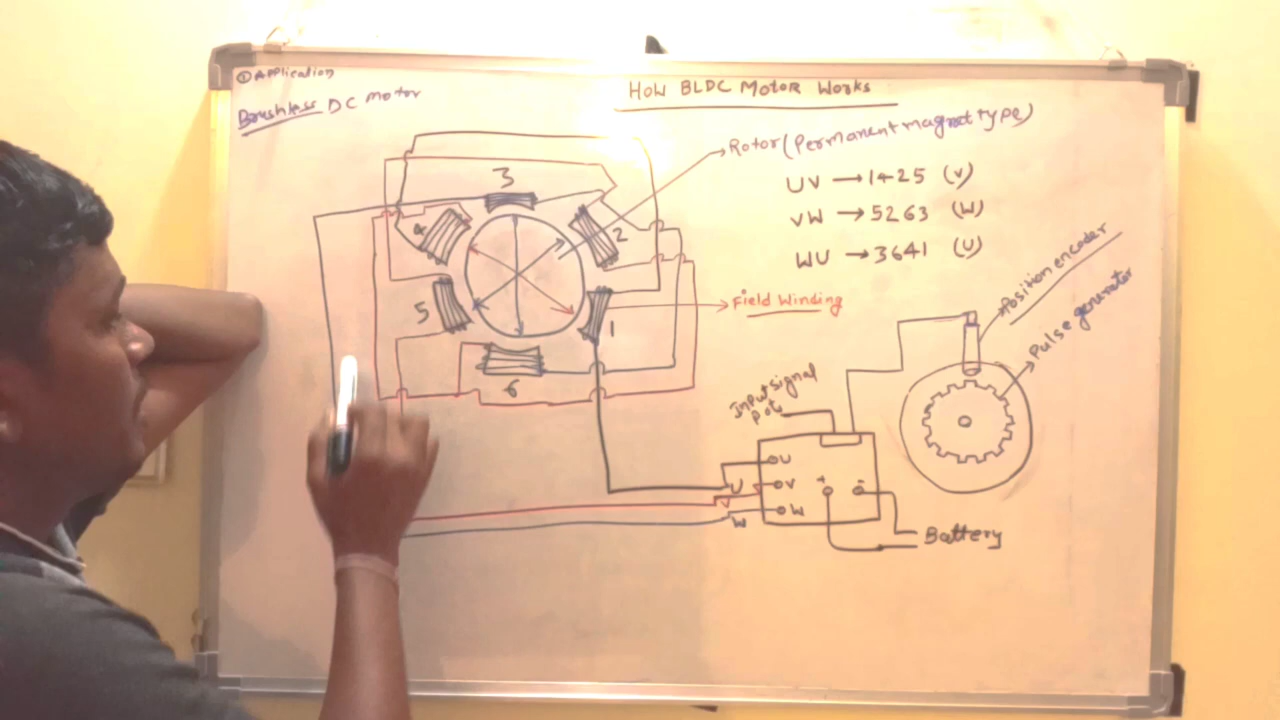 ① Application
Brushless DC Motor
How BLDC Motor Works
Rotor (Permanent magnet type)
UV → 1425 (V)
VW → 5263 (W)
WU → 3641 (U)
3
4
2
5
1
6
Field Winding
Position encoder
Pulse generator
Input signal
Pot.
U
V
W
U
V
W
+
-
Battery